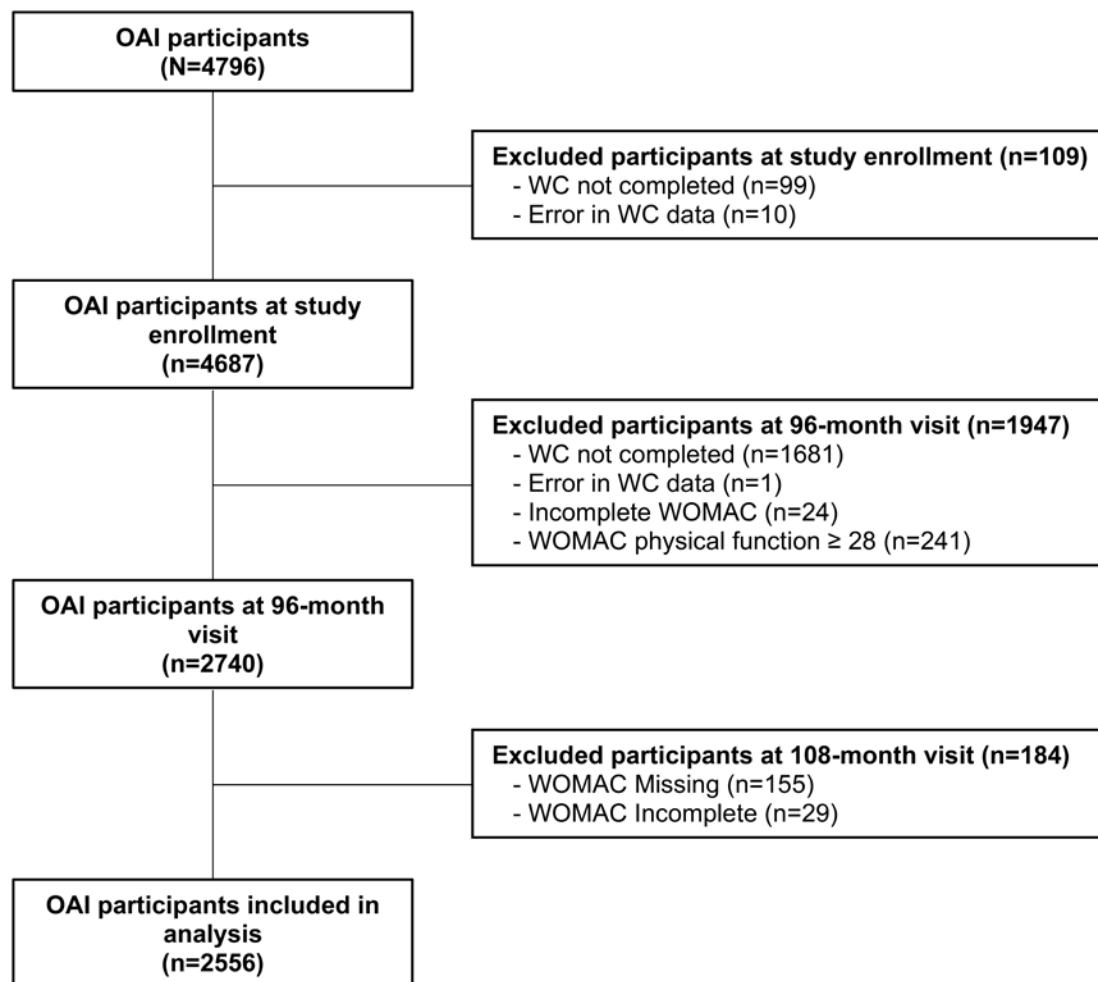 OAI participants
(N=4796)
Excluded participants at study enrollment (n=109)
- WC not completed (n=99)
- Error in WC data (n=10)
OAI participants at study
enrollment
(n=4687)
Excluded participants at 96-month visit (n=1947)
- WC not completed (n=1681)
- Error in WC data (n=1)
- Incomplete WOMAC (n=24)
- WOMAC physical function ≥ 28 (n=241)
OAI participants at 96-month
visit
(n=2740)
Excluded participants at 108-month visit (n=184)
- WOMAC Missing (n=155)
- WOMAC Incomplete (n=29)
OAI participants included in
analysis
(n=2556)